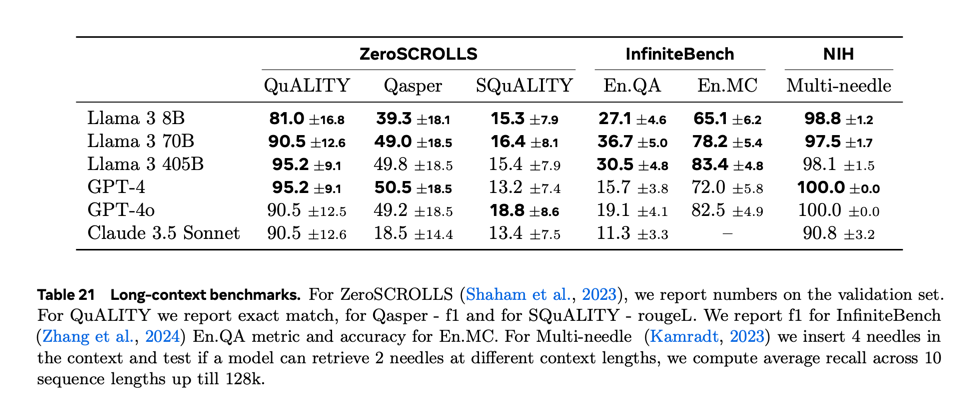 ZeroSCROLLS InfiniteBench NIH
QuALITY Qasper SQuALITY En.QA En.MC Multi-needle
Llama 3 8B 81.0 ±16.8 39.3 ±18.1 15.3 ±7.9 27.1 ±4.6 65.1 ±6.2 98.8 ±1.2
Llama 3 70B 90.5 ±12.6 49.0 ±18.5 16.4 ±8.1 36.7 ±5.0 78.2 ±5.4 97.5 ±1.7
Llama 3 405B 95.2 ±9.1 49.8 ±18.5 15.4 ±7.9 30.5 ±4.8 83.4 ±4.8 98.1 ±1.5
GPT-4 95.2 ±9.1 50.5 ±18.5 13.2 ±7.4 15.7 ±3.8 72.0 ±5.8 100.0 ±0.0
GPT-4o 90.5 ±12.5 49.2 ±18.5 18.8 ±8.6 19.1 ±4.1 82.5 ±4.9 100.0 ±0.0
Claude 3.5 Sonnet 90.5 ±12.6 18.5 ±14.4 13.4 ±7.5 11.3 ±3.3 – 90.8 ±3.2
Table 21 Long-context benchmarks. For ZeroSCROLLS (Shaham et al., 2023), we report numbers on the validation set.
For QuALITY we report exact match, for Qasper - f1 and for SQuALITY - rougeL. We report f1 for InfiniteBench
(Zhang et al., 2024) En.QA metric and accuracy for En.MC. For Multi-needle (Kamradt, 2023) we insert 4 needles in
the context and test if a model can retrieve 2 needles at different context lengths, we compute average recall across 10
sequence lengths up till 128k.